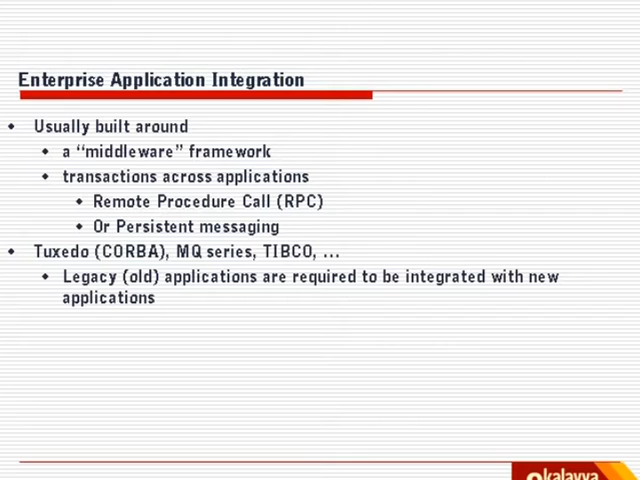 Enterprise Application Integration
• Usually built around
• a “middleware” framework
• transactions across applications
• Remote Procedure Call (RPC)
• Or Persistent messaging
• Tuxedo (CORBA), MQ series, TIBCO, …
• Legacy (old) applications are required to be integrated with new
applications